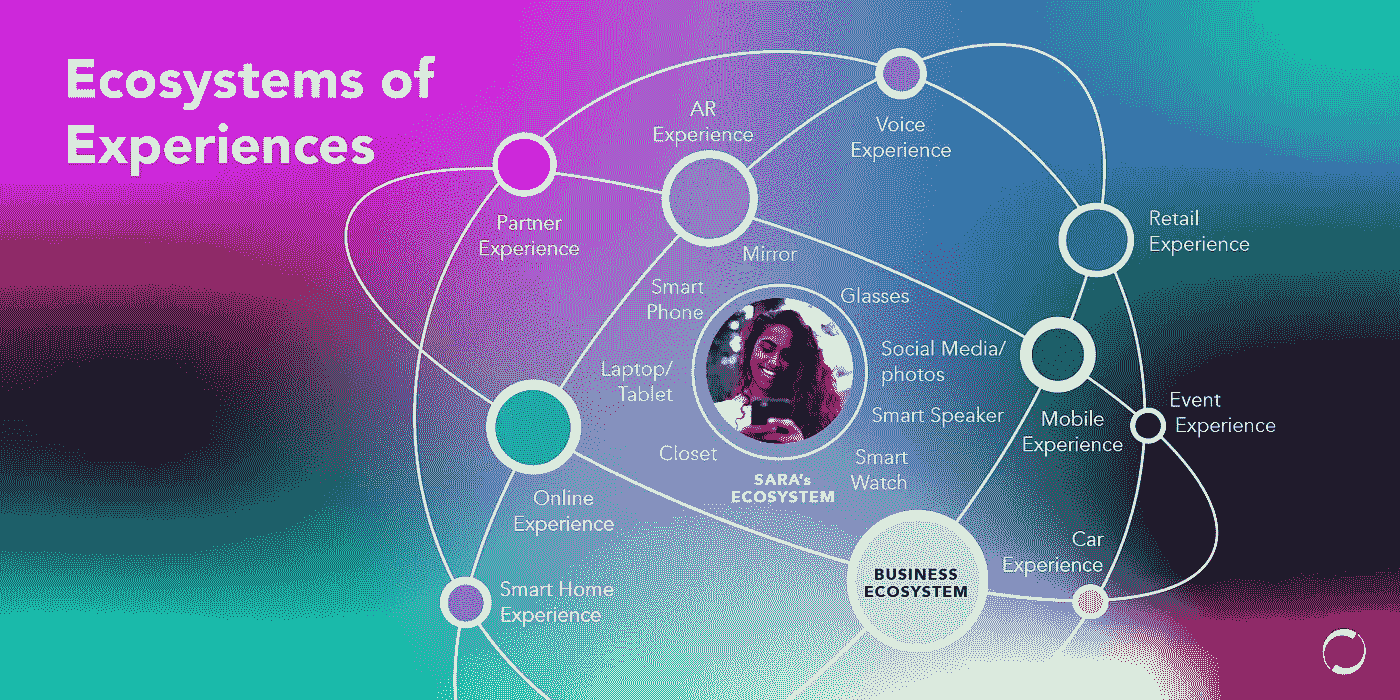 Ecosystems of
Experiences
AR
Experience
Voice
Experience
Partner
Experience
Retail
Experience
Mirror
Smart
Phone
Glasses
Laptop/
Tablet
Social Media/
photos
Smart Speaker
Mobile
Experience
Event
Experience
Closet
Smart
Watch
SARA's
ECOSYSTEM
Online
Experience
Car
Experience
BUSINESS
ECOSYSTEM
Smart Home
Experience